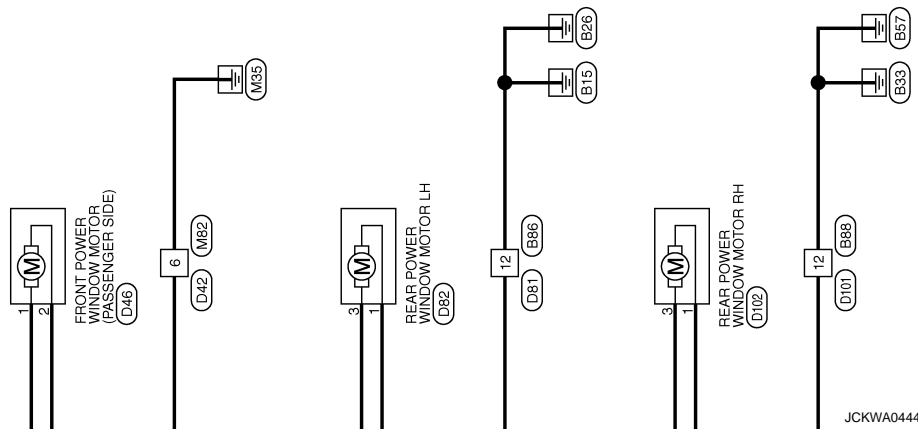 M35
M
1
2
FRONT POWER
WINDOW MOTOR
(PASSENGER SIDE)
D46
M82
6
D42
B26
B15
M
3
1
REAR POWER
WINDOW MOTOR LH
D82
B86
12
D81
B57
B33
M
3
1
REAR POWER
WINDOW MOTOR RH
D102
B88
12
D101
JCKWA0444